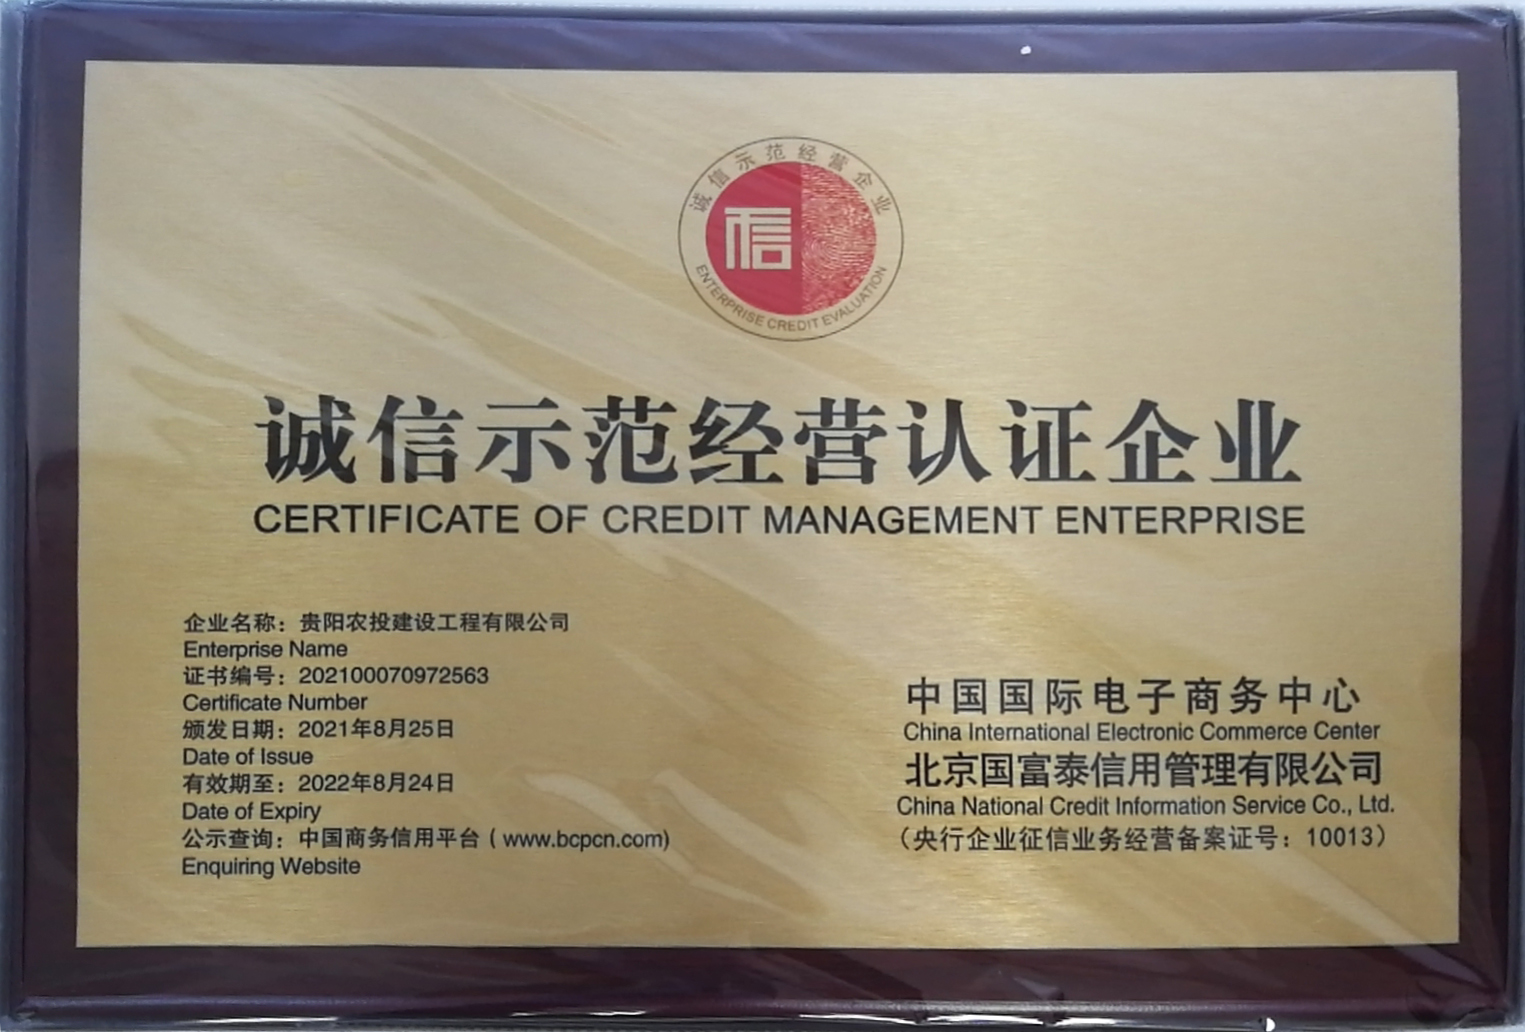 诚信示范经营企业
信
ENTERPRISE CREDIT EVALUATION
诚信示范经营认证企业
CERTIFICATE OF CREDIT MANAGEMENT ENTERPRISE
企业名称：贵阳农投建设工程有限公司
Enterprise Name
证书编号：202100070972563
Certificate Number
颁发日期：2021年8月25日
Date of Issue
有效期至：2022年8月24日
Date of Expiry
公示查询：中国商务信用平台（www.bcpcn.com)
Enquiring Website
中国国际电子商务中心
China International Electronic Commerce Center
北京国富泰信用管理有限公司
China National Credit Information Service Co., Ltd.
（央行企业征信业务经营备案证号：10013）